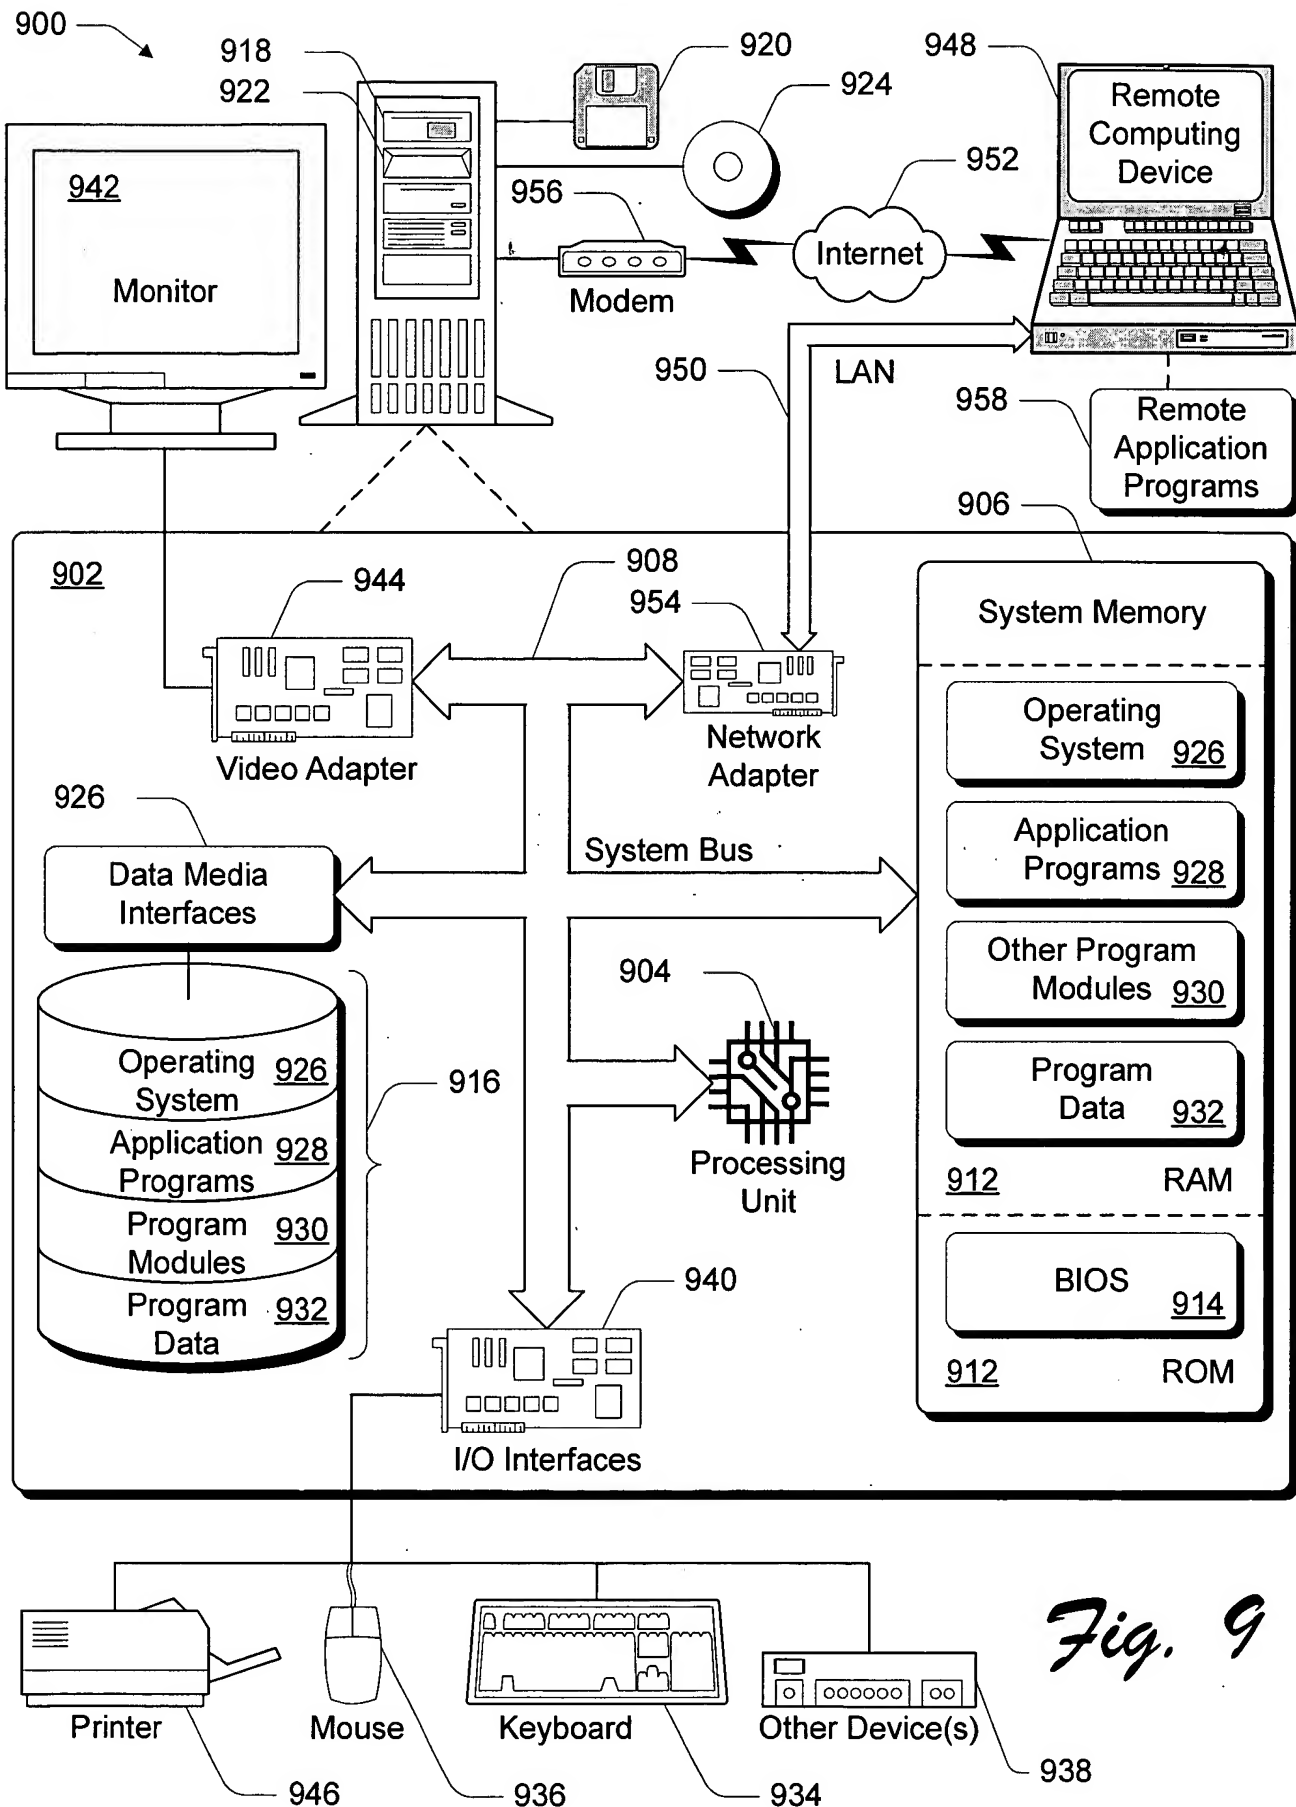 900
918
922
920
924
948
Remote
Computing
Device
942
Monitor
956
Modem
952
Internet
950
LAN
958
Remote
Application
Programs
906
902
944
Video Adapter
908
954
Network
Adapter
System Memory
Operating
System 926
Application
Programs 928
Other Program
Modules 930
Program
Data 932
912 RAM
BIOS
914
912 ROM
926
Data Media
Interfaces
System Bus
Operating
System 926
Application
Programs 928
Program
Modules 930
Program
Data 932
916
904
Processing
Unit
940
I/O Interfaces
Printer
946
Mouse
936
Keyboard
934
Other Device(s)
938
Fig. 9